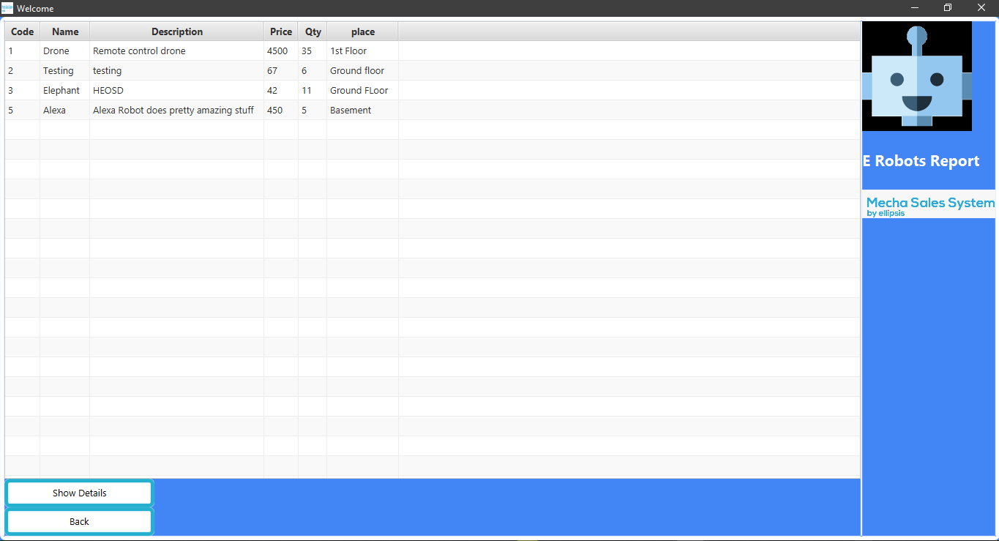 Welcome
Code Name Description Price Qty place
1 Drone Remote control drone 4500 35 1st Floor
2 Testing testing 67 6 Ground floor
3 Elephant HEOSD 42 11 Ground FLoor
5 Alexa Alexa Robot does pretty amazing stuff 450 5 Basement
E Robots Report
Mecha Sales System
by ellipsis
Show Details
Back